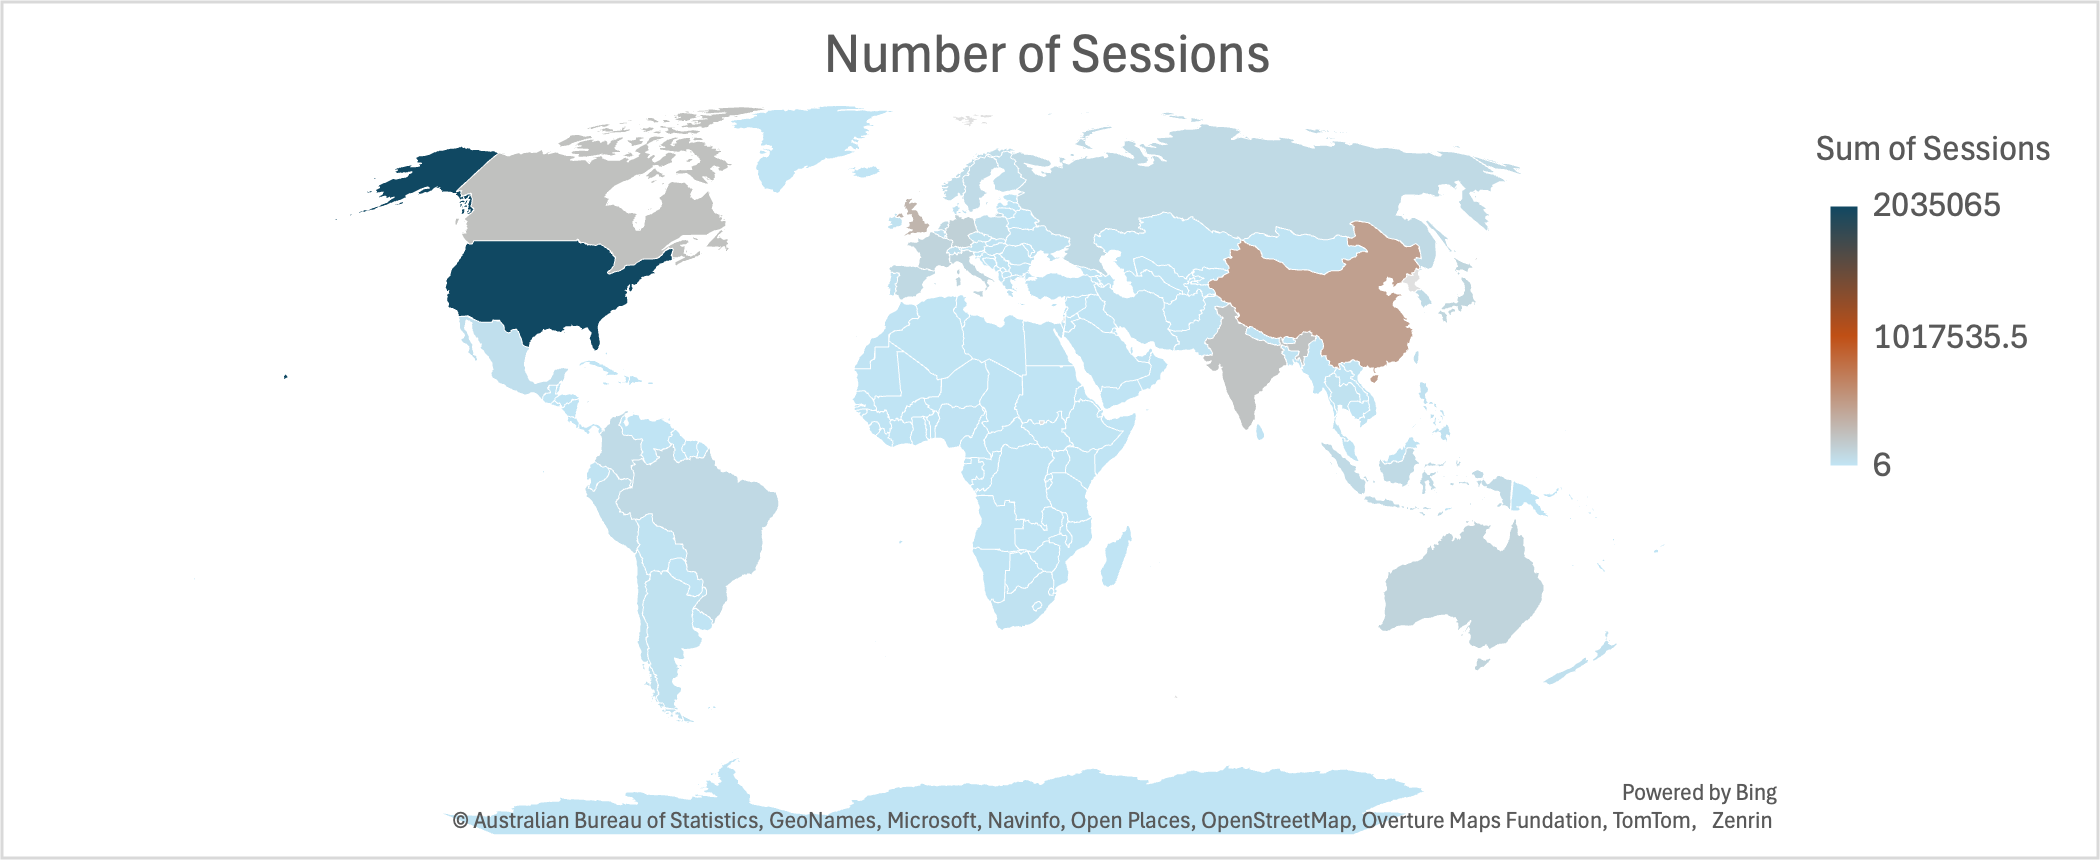 Number of Sessions
Sum of Sessions
2035065
1017535.5
6
Powered by Bing
© Australian Bureau of Statistics, GeoNames, Microsoft, Navinfo, Open Places, OpenStreetMap, Overture Maps Fundation, TomTom, Zenrin